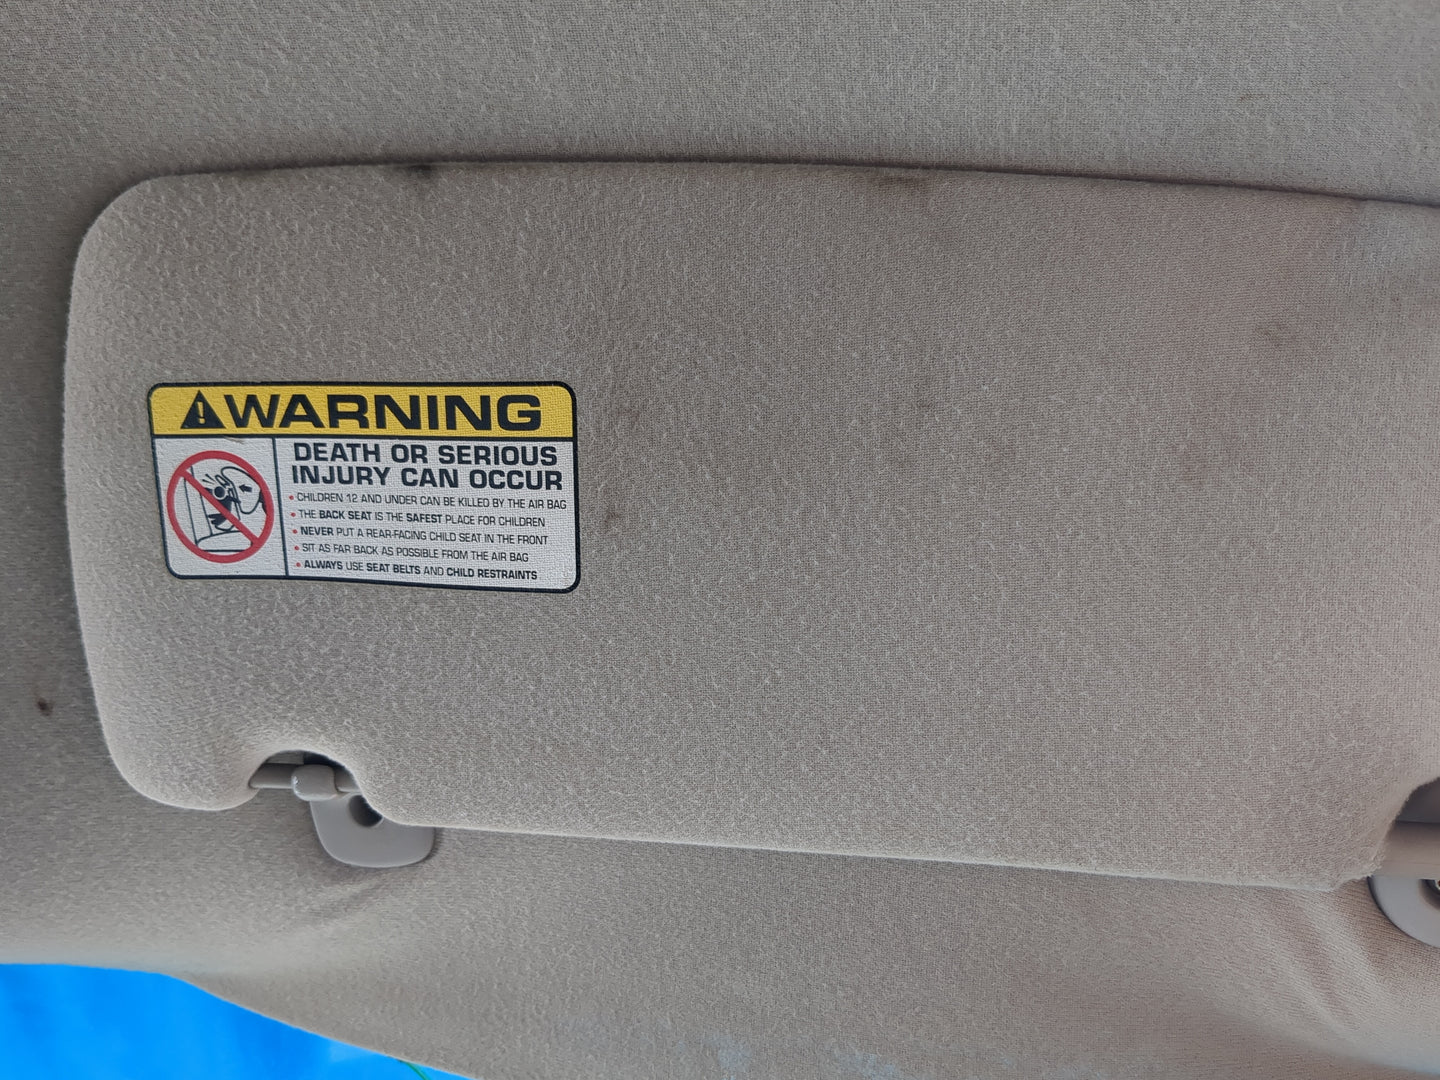 WARNING
DEATH OR SERIOUS
INJURY CAN OCCUR
• CHILDREN 12 AND UNDER CAN BE KILLED BY THE AIR BAG
• THE BACK SEAT IS THE SAFEST PLACE FOR CHILDREN
• NEVER PUT A REAR-FACING CHILD SEAT IN THE FRONT
• SIT AS FAR BACK AS POSSIBLE FROM THE AIR BAG
• ALWAYS USE SEAT BELTS AND CHILD RESTRAINTS